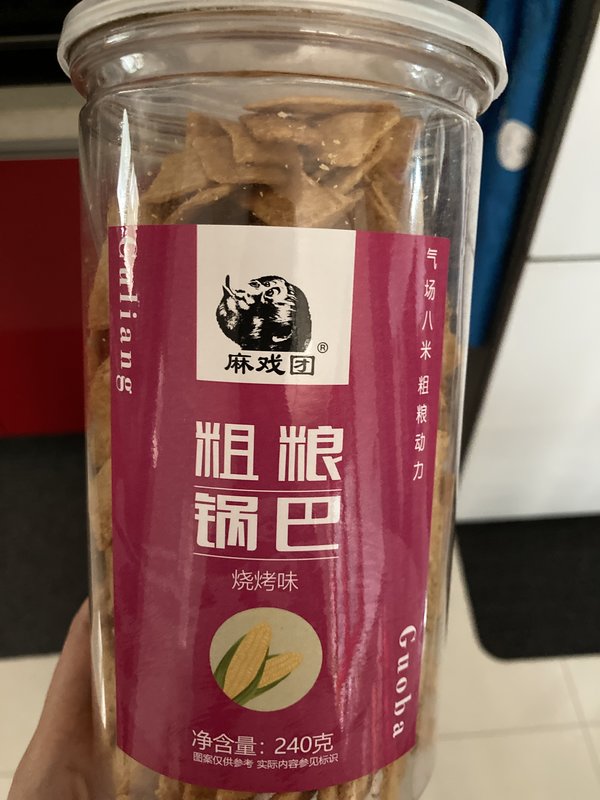 Culiang
麻戏团®
气场八米 粗粮动力
粗粮
锅巴
烧烤味
Guoba
净含量：240克
图案仅供参考 实际内容参见标识